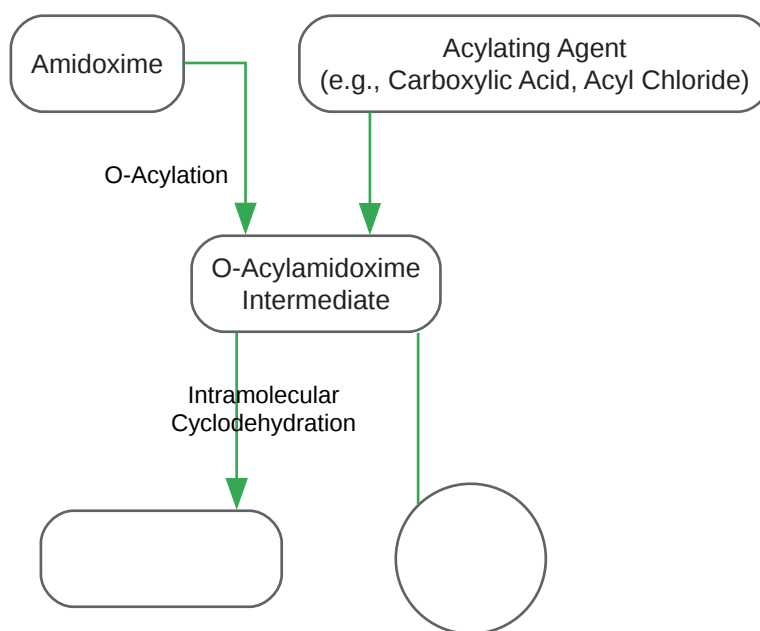 Amidoxime
Acylating Agent
(e.g., Carboxylic Acid, Acyl Chloride)
O-Acylation
O-Acylamidoxime
Intermediate
Intramolecular
Cyclodehydration